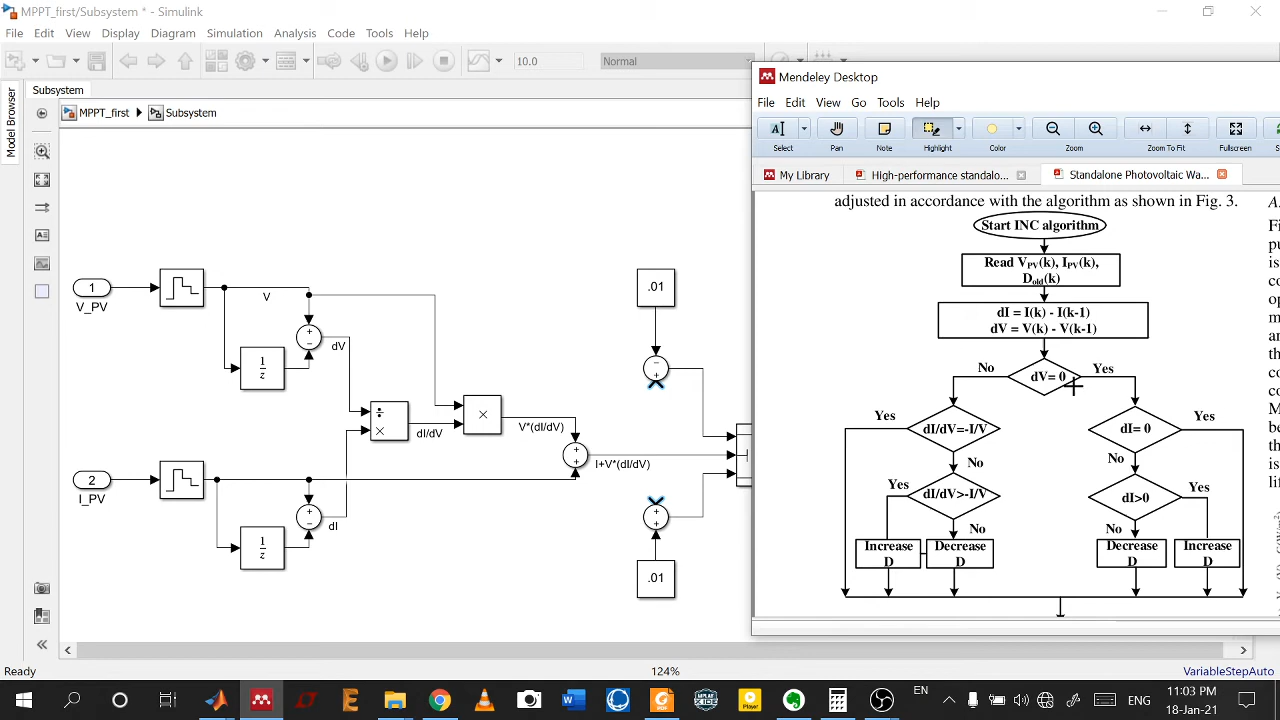 MPPT_first/Subsystem * - Simulink
File Edit View Display Diagram Simulation Analysis Code Tools Help
10.0 Normal
Model Browser
Subsystem
MPPT_first Subsystem
1
V_PV
V
+
−
1
z
dV
÷
×
dI/dV
×
V*(dI/dV)
+
+
I+V*(dI/dV)
2
I_PV
+
−
1
z
dI
.01
−
+
+
+
.01
Mendeley Desktop
File Edit View Go Tools Help
Select Pan Note Highlight Color Zoom Zoom To Fit Fullscreen
My Library High-performance standalo... Standalone Photovoltaic Wa...
adjusted in accordance with the algorithm as shown in Fig. 3.
Start INC algorithm
Read VPV(k), IPV(k),
Dold(k)
dI = I(k) - I(k-1)
dV = V(k) - V(k-1)
No dV= 0 Yes
Yes dI/dV=-I/V dI= 0 Yes
No No
Yes dI/dV>-I/V dI>0 Yes
No No
Increase Decrease Decrease Increase
D D D D
Ready 124% VariableStepAuto
EN ENG 11:03 PM
18-Jan-21